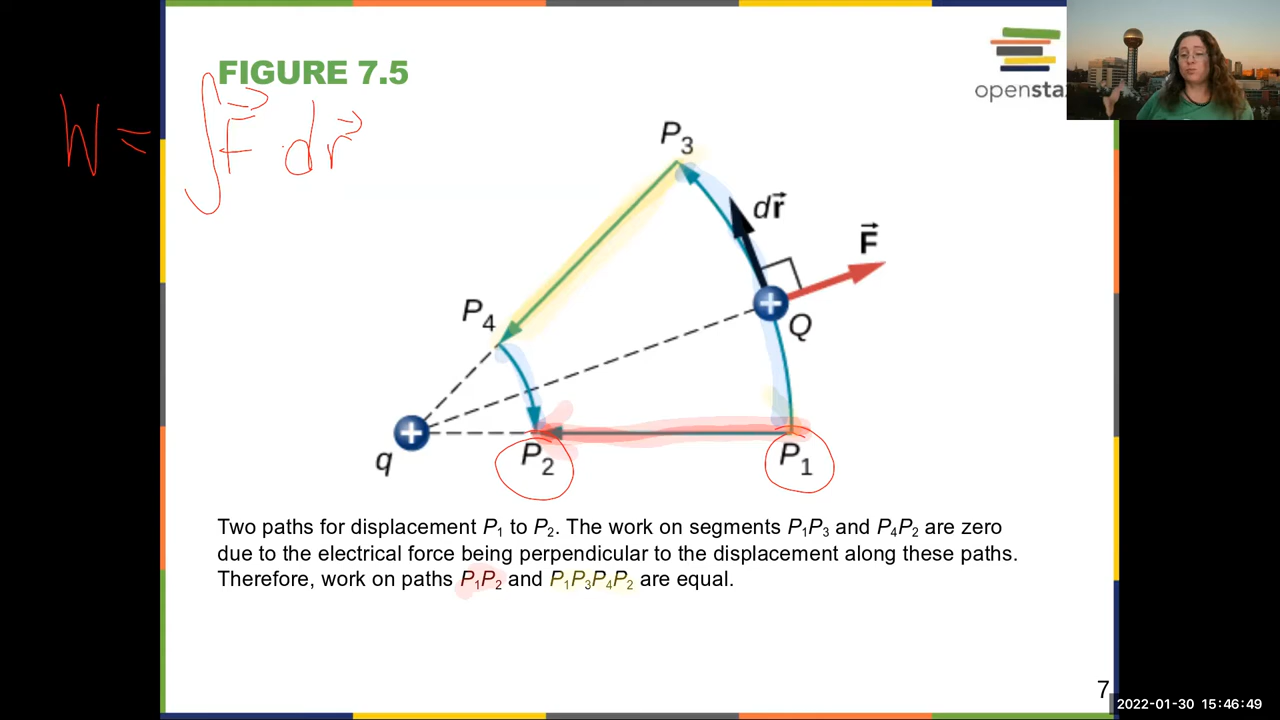 FIGURE 7.5
opensta
W = ∫F⃗ dr⃗
P₃
dr⃗
F⃗
P₄
Q
q
P₂
P₁
Two paths for displacement P₁ to P₂. The work on segments P₁P₃ and P₄P₂ are zero
due to the electrical force being perpendicular to the displacement along these paths.
Therefore, work on paths P₁P₂ and P₁P₃P₄P₂ are equal.
7
2022-01-30 15:46:49